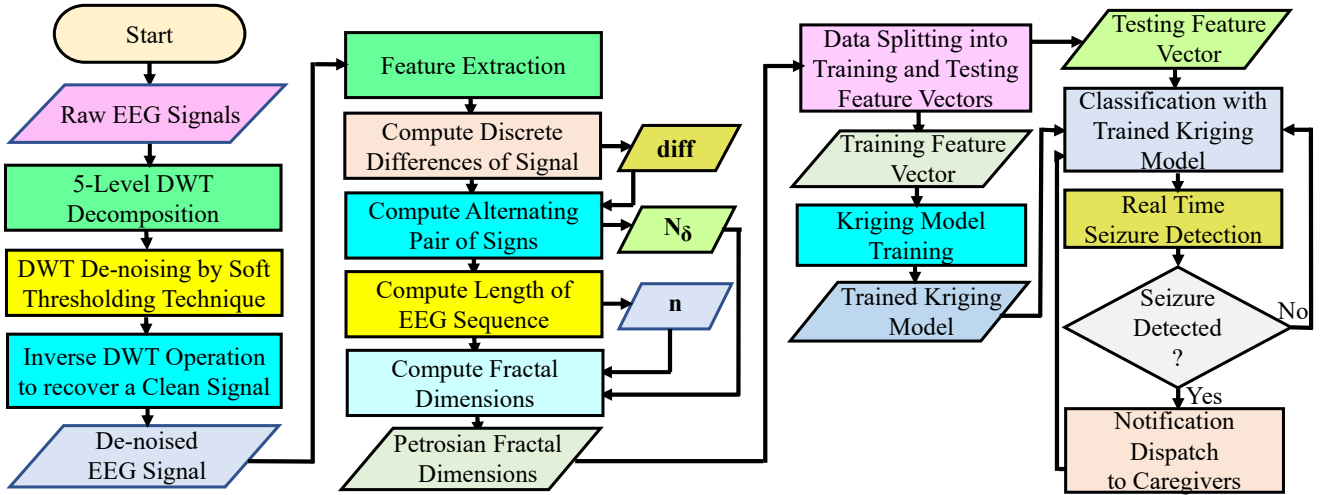 Start
Raw EEG Signals
5-Level DWT
Decomposition
DWT De-noising by Soft
Thresholding Technique
Inverse DWT Operation
to recover a Clean Signal
De-noised
EEG Signal
Feature Extraction
Compute Discrete
Differences of Signal
diff
Compute Alternating
Pair of Signs
Nδ
Compute Length of
EEG Sequence
n
Compute Fractal
Dimensions
Petrosian Fractal
Dimensions
Data Splitting into
Training and Testing
Feature Vectors
Training Feature
Vector
Kriging Model
Training
Trained Kriging
Model
Testing Feature
Vector
Classification with
Trained Kriging
Model
Real Time
Seizure Detection
Seizure
Detected
?
No
Yes
Notification
Dispatch
to Caregivers